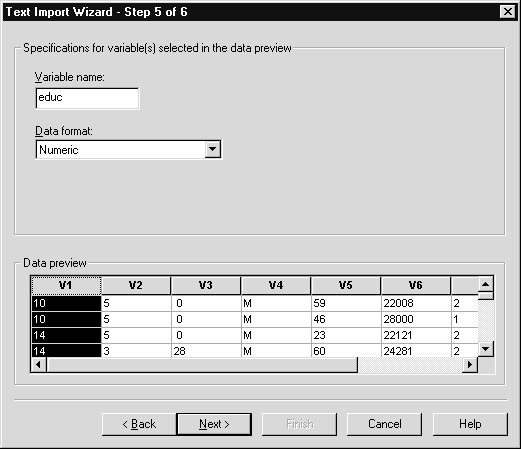 Text Import Wizard - Step 5 of 6
Specifications for variable(s) selected in the data preview
Variable name:
educ
Data format:
Numeric
Data preview
V1 V2 V3 V4 V5 V6
10 5 0 M 59 22008 2
10 5 0 M 46 28000 1
14 5 0 M 23 22121 2
14 3 28 M 60 24281 2
< Back Next > Finish Cancel Help